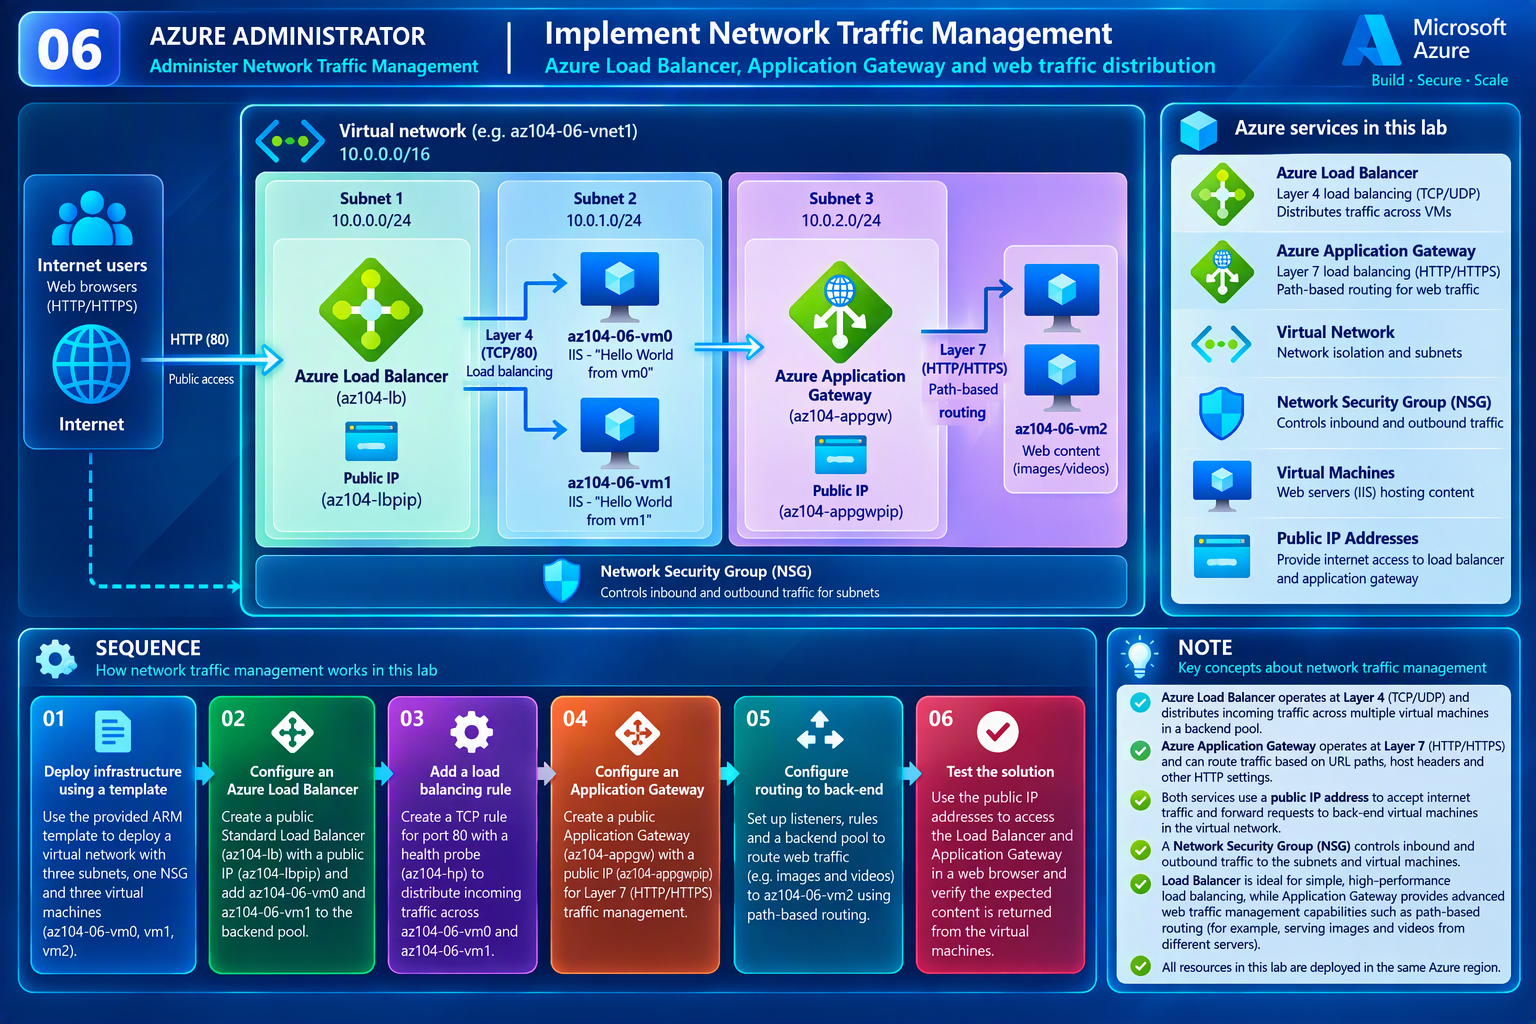 06
AZURE ADMINISTRATOR
Administer Network Traffic Management
Implement Network Traffic Management
Azure Load Balancer, Application Gateway and web traffic distribution
Microsoft
Azure
Build · Secure · Scale
Internet users
Web browsers
(HTTP/HTTPS)
Internet
HTTP (80)
Public access
Virtual network (e.g. az104-06-vnet1)
10.0.0.0/16
Subnet 1
10.0.0.0/24
Azure Load Balancer
(az104-lb)
Public IP
(az104-lbpip)
Layer 4
(TCP/80)
Load balancing
Subnet 2
10.0.1.0/24
az104-06-vm0
IIS - "Hello World
from vm0"
az104-06-vm1
IIS - "Hello World
from vm1"
Subnet 3
10.0.2.0/24
Azure Application
Gateway
(az104-appgw)
Public IP
(az104-appgwpip)
Layer 7
(HTTP/HTTPS)
Path-based
routing
az104-06-vm2
Web content
(images/videos)
Network Security Group (NSG)
Controls inbound and outbound traffic for subnets
Azure services in this lab
Azure Load Balancer
Layer 4 load balancing (TCP/UDP)
Distributes traffic across VMs
Azure Application Gateway
Layer 7 load balancing (HTTP/HTTPS)
Path-based routing for web traffic
Virtual Network
Network isolation and subnets
Network Security Group (NSG)
Controls inbound and outbound traffic
Virtual Machines
Web servers (IIS) hosting content
Public IP Addresses
Provide internet access to load balancer
and application gateway
SEQUENCE
How network traffic management works in this lab
01
Deploy infrastructure
using a template
Use the provided ARM
template to deploy a
virtual network with
three subnets, one NSG
and three virtual
machines
(az104-06-vm0, vm1,
vm2).
02
Configure an
Azure Load Balancer
Create a public
Standard Load Balancer
(az104-lb) with a public
IP (az104-lbpip) and
add az104-06-vm0 and
az104-06-vm1 to the
backend pool.
03
Add a load
balancing rule
Create a TCP rule
for port 80 with a
health probe
(az104-hp) to
distribute incoming
traffic across
az104-06-vm0 and
az104-06-vm1.
04
Configure an
Application Gateway
Create a public
Application Gateway
(az104-appgw) with a
public IP (az104-appgwpip)
for Layer 7 (HTTP/HTTPS)
traffic management.
05
Configure
routing to back-end
Set up listeners, rules
and a backend pool to
route web traffic
(e.g. images and videos)
to az104-06-vm2 using
path-based routing.
06
Test the solution
Use the public IP
addresses to access
the Load Balancer and
Application Gateway
in a web browser and
verify the expected
content is returned
from the virtual
machines.
NOTE
Key concepts about network traffic management
Azure Load Balancer operates at Layer 4 (TCP/UDP) and
distributes incoming traffic across multiple virtual machines
in a backend pool.
Azure Application Gateway operates at Layer 7 (HTTP/HTTPS)
and can route traffic based on URL paths, host headers and
other HTTP settings.
Both services use a public IP address to accept internet
traffic and forward requests to back-end virtual machines
in the virtual network.
A Network Security Group (NSG) controls inbound and
outbound traffic to the subnets and virtual machines.
Load Balancer is ideal for simple, high-performance
load balancing, while Application Gateway provides advanced
web traffic management capabilities such as path-based
routing (for example, serving images and videos from
different servers).
All resources in this lab are deployed in the same Azure region.